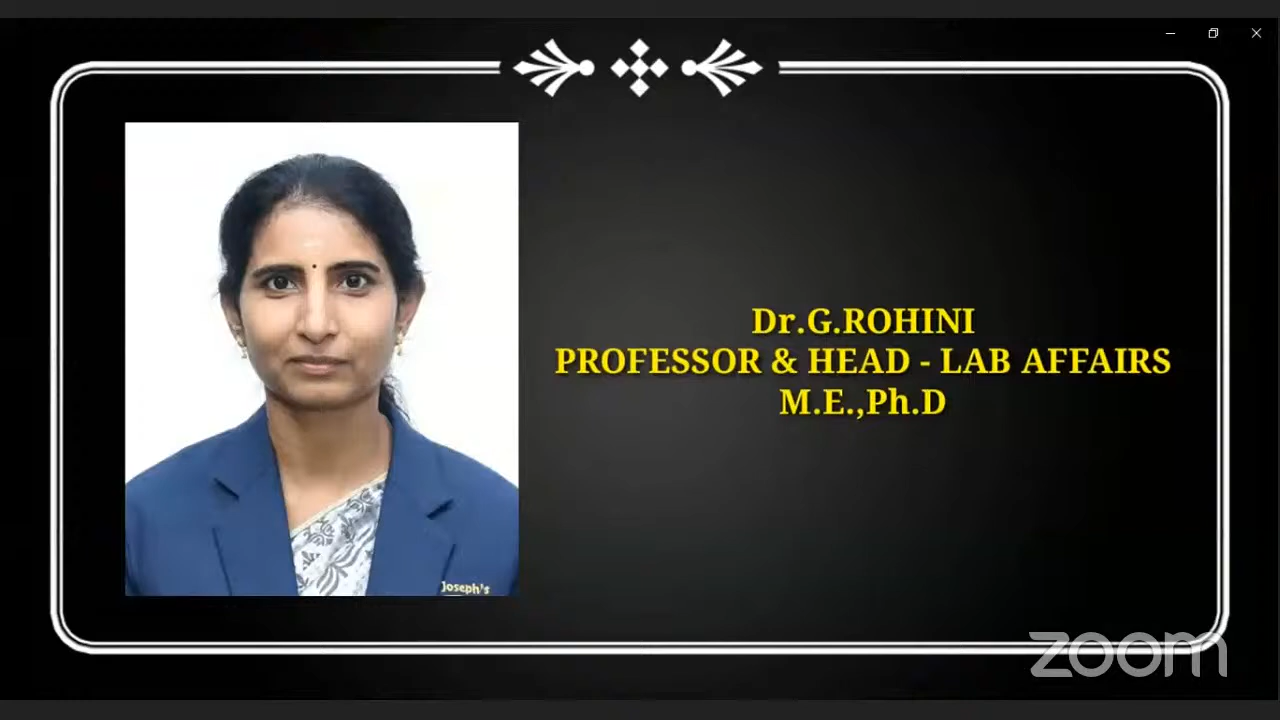 Dr.G.ROHINI
PROFESSOR & HEAD - LAB AFFAIRS
M.E.,Ph.D
Joseph's
zoom